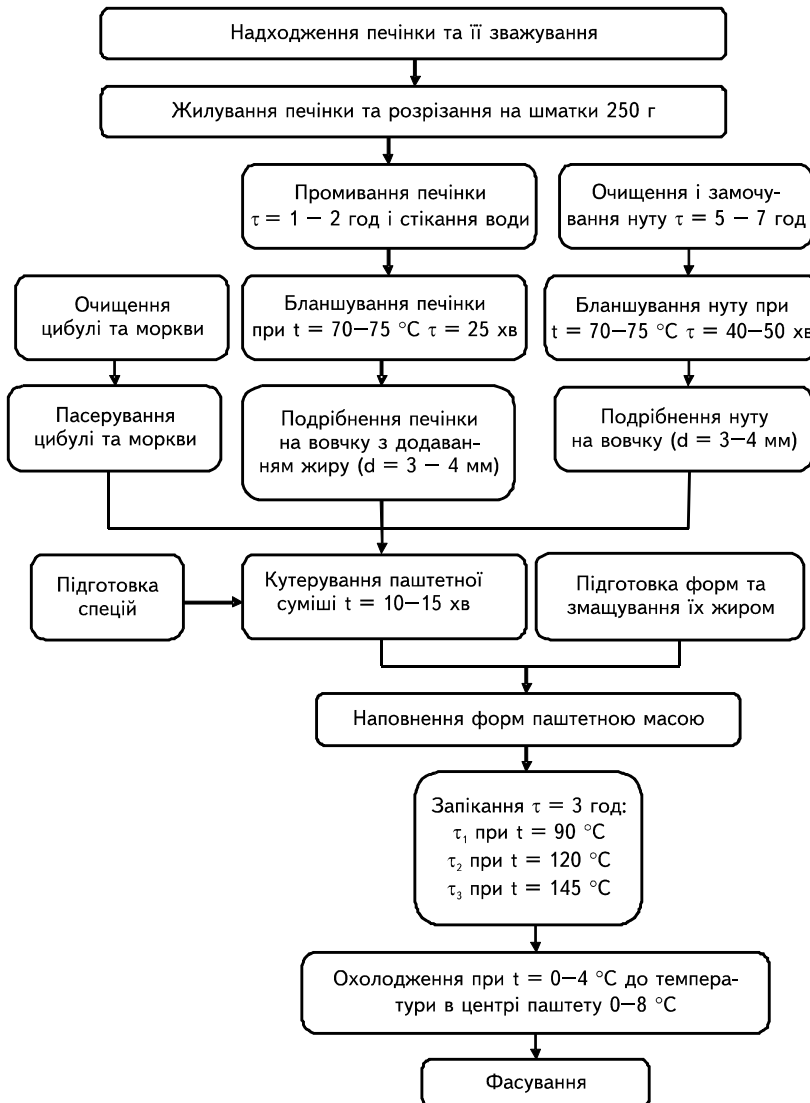 Надходження печінки та її зважування
Жилування печінки та розрізання на шматки 250 г
Промивання печінки
τ = 1 – 2 год і стікання води
Очищення і замочу-
вання нуту τ = 5 – 7 год
Очищення
цибулі та моркви
Бланшування печінки
при t = 70–75 °C τ = 25 хв
Бланшування нуту при
t = 70–75 °C τ = 40–50 хв
Пасерування
цибулі та моркви
Подрібнення печінки
на вовчку з додаван-
ням жиру (d = 3 – 4 мм)
Подрібнення нуту
на вовчку (d = 3–4 мм)
Підготовка
спецій
Кутерування паштетної
суміші t = 10–15 хв
Підготовка форм та
змащування їх жиром
Наповнення форм паштетною масою
Запікання τ = 3 год:
τ₁ при t = 90 °C
τ₂ при t = 120 °C
τ₃ при t = 145 °C
Охолодження при t = 0–4 °C до темпера-
тури в центрі паштету 0–8 °C
Фасування